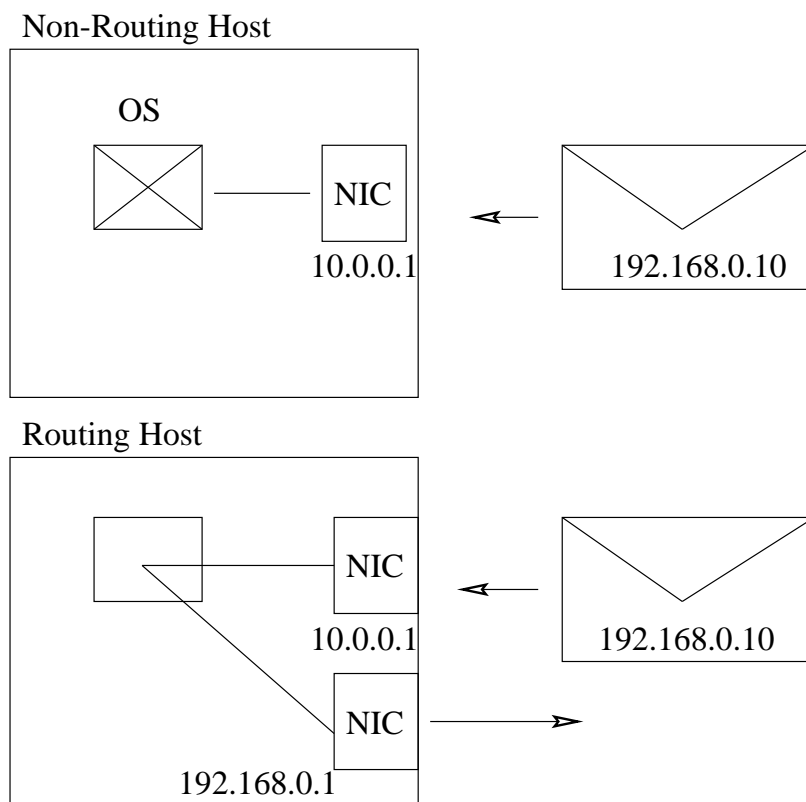 Non-Routing Host
OS
NIC
10.0.0.1
192.168.0.10
Routing Host
NIC
10.0.0.1
192.168.0.10
NIC
192.168.0.1